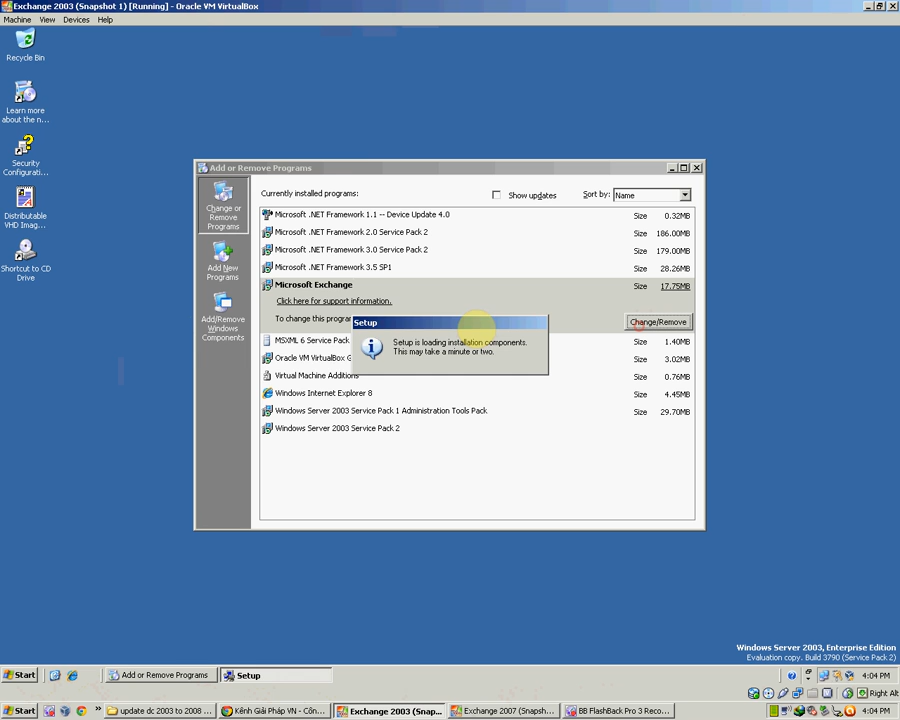 Exchange 2003 (Snapshot 1) [Running] - Oracle VM VirtualBox
Machine View Devices Help
Recycle Bin
Learn more
about the n...
Security
Configurati...
Distributable
VHD Imag...
Shortcut to CD
Drive
Add or Remove Programs
Change or
Remove
Programs
Add New
Programs
Add/Remove
Windows
Components
Currently installed programs:
Show updates
Sort by: Name
Microsoft .NET Framework 1.1 -- Device Update 4.0 Size 0.32MB
Microsoft .NET Framework 2.0 Service Pack 2 Size 186.00MB
Microsoft .NET Framework 3.0 Service Pack 2 Size 179.00MB
Microsoft .NET Framework 3.5 SP1 Size 28.26MB
Microsoft Exchange Size 17.75MB
Click here for support information.
To change this progra
Change/Remove
Setup
Setup is loading installation components.
This may take a minute or two.
MSXML 6 Service Pack Size 1.40MB
Oracle VM VirtualBox G Size 3.02MB
Virtual Machine Additions Size 0.76MB
Windows Internet Explorer 8 Size 4.45MB
Windows Server 2003 Service Pack 1 Administration Tools Pack Size 29.70MB
Windows Server 2003 Service Pack 2
Windows Server 2003, Enterprise Edition
Evaluation copy. Build 3790 (Service Pack 2)
Start Add or Remove Programs Setup 4:04 PM
Right Alt
Start update dc 2003 to 2008 ... Kênh Giải Pháp VN - Côn... Exchange 2003 (Snap... Exchange 2007 (Snapsh... BB FlashBack Pro 3 Reco... 4:04 PM